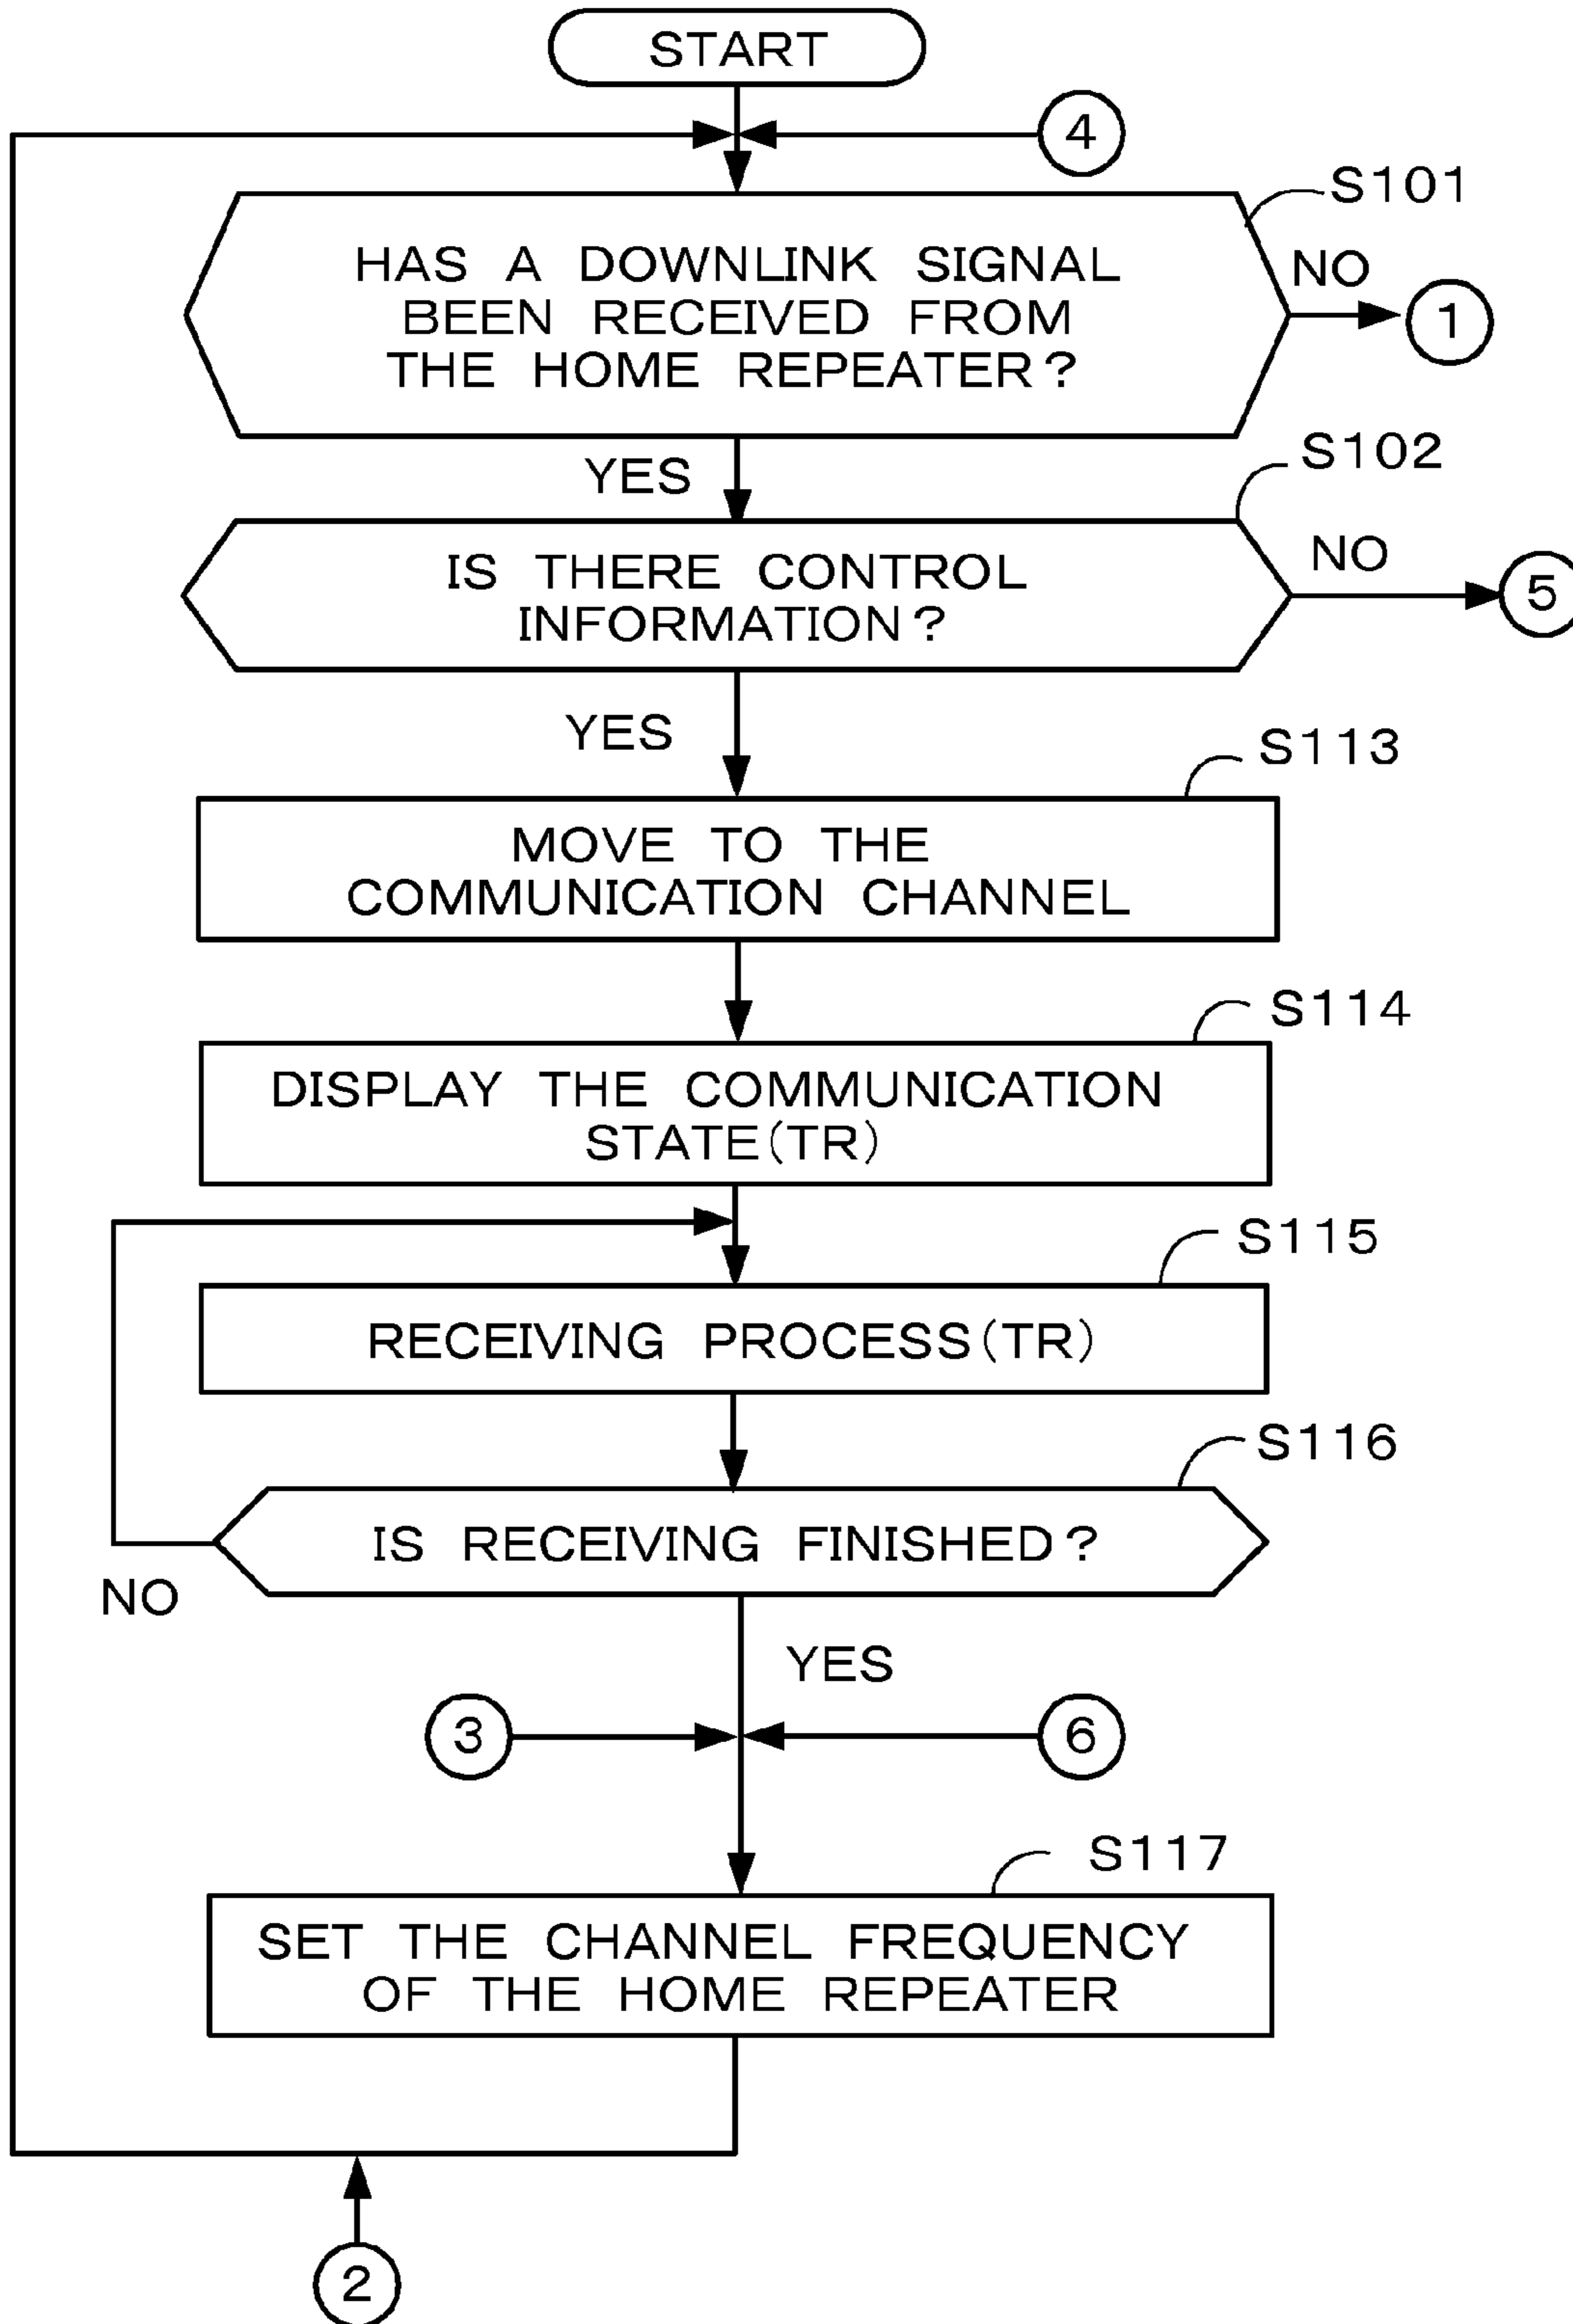 START
4
S101
HAS A DOWNLINK SIGNAL
BEEN RECEIVED FROM
THE HOME REPEATER?
NO
1
YES
S102
IS THERE CONTROL
INFORMATION?
NO
5
YES
S113
MOVE TO THE
COMMUNICATION CHANNEL
S114
DISPLAY THE COMMUNICATION
STATE(TR)
S115
RECEIVING PROCESS(TR)
S116
IS RECEIVING FINISHED?
NO
YES
3
6
S117
SET THE CHANNEL FREQUENCY
OF THE HOME REPEATER
2